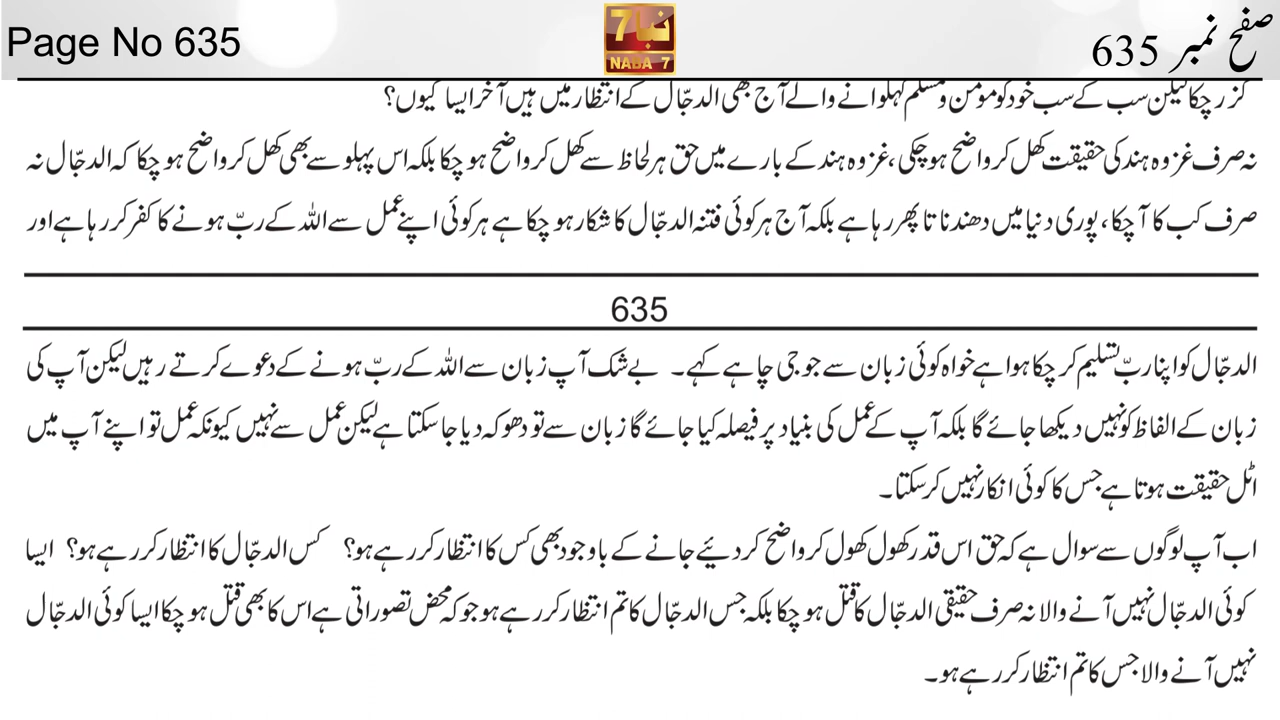 Page No 635
نبا 7
NABA 7
صفح نمبر 635
گزر چکا لیکن سب کے سب خود کو مومن و مسلم کہلوانے والے آج بھی الدجّال کے انتظار میں ہیں آخر ایسا کیوں؟
نہ صرف غزوہ ہند کی حقیقت کھل کر واضح ہو چکی، غزوہ ہند کے بارے میں حق ہر لحاظ سے کھل کر واضح ہو چکا بلکہ اس پہلو سے بھی کھل کر واضح ہو چکا کہ الدجّال نہ
صرف کب کا آ چکا، پوری دنیا میں دھندناتا پھر رہا ہے بلکہ آج ہر کوئی فتنہ الدجّال کا شکار ہو چکا ہے ہر کوئی اپنے عمل سے اللہ کے ربّ ہونے کا کفر کر رہا ہے اور
635
الدجّال کو اپنا ربّ تسلیم کر چکا ہوا ہے خواہ کوئی زبان سے جو جی چاہے کہے۔ بے شک آپ زبان سے اللہ کے ربّ ہونے کے دعوے کرتے رہیں لیکن آپ کی
زبان کے الفاظ کو نہیں دیکھا جائے گا بلکہ آپ کے عمل کی بنیاد پر فیصلہ کیا جائے گا زبان سے تو دھوکہ دیا جا سکتا ہے لیکن عمل سے نہیں کیونکہ عمل تو اپنے آپ میں
اٹل حقیقت ہوتا ہے جس کا کوئی انکار نہیں کر سکتا۔
اب آپ لوگوں سے سوال ہے کہ حق اس قدر کھول کھول کر واضح کر دیئے جانے کے باوجود بھی کس کا انتظار کر رہے ہو؟ کس الدجّال کا انتظار کر رہے ہو؟ ایسا
کوئی الدجّال نہیں آنے والا نہ صرف حقیقی الدجّال کا قتل ہو چکا بلکہ جس الدجّال کا تم انتظار کر رہے ہو جو کہ محض تصوراتی ہے اس کا بھی قتل ہو چکا ایسا کوئی الدجّال
نہیں آنے والا جس کا تم انتظار کر رہے ہو۔